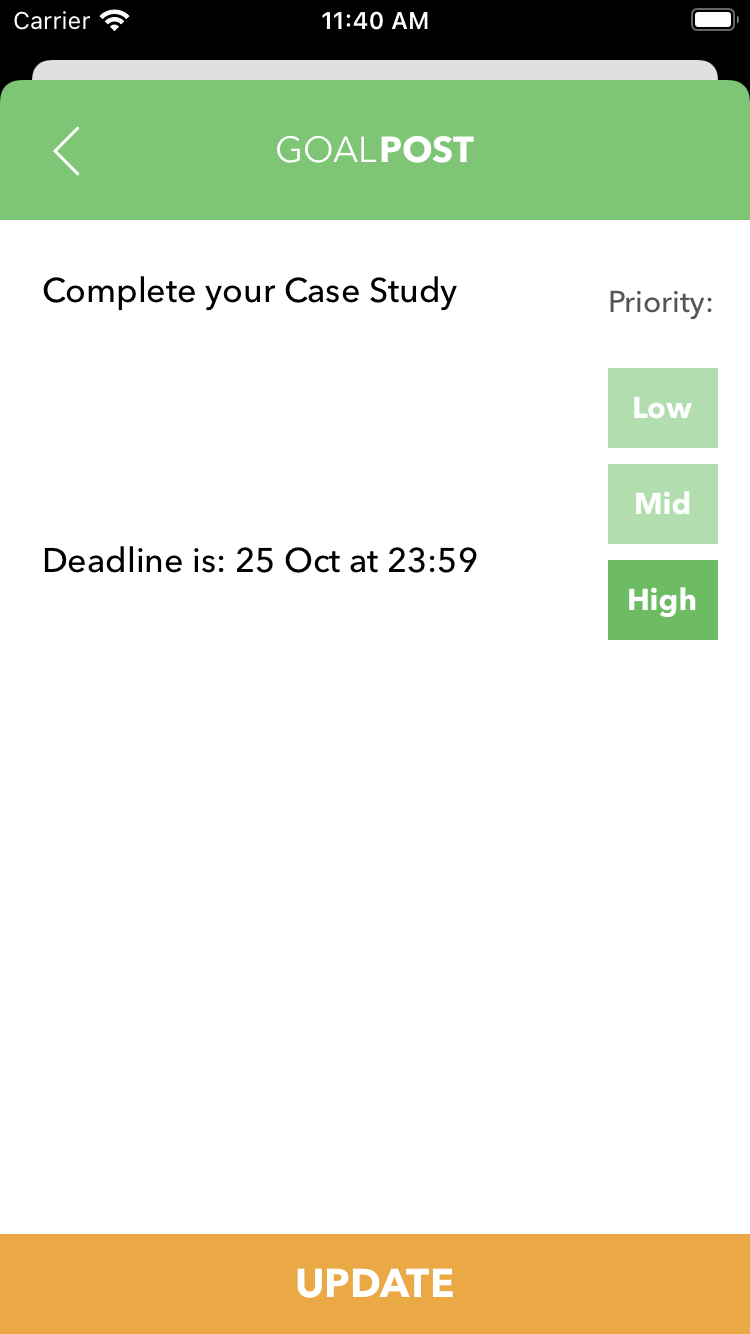 Carrier
11:40 AM
GOALPOST
Complete your Case Study
Priority:
Low
Mid
Deadline is: 25 Oct at 23:59
High
UPDATE